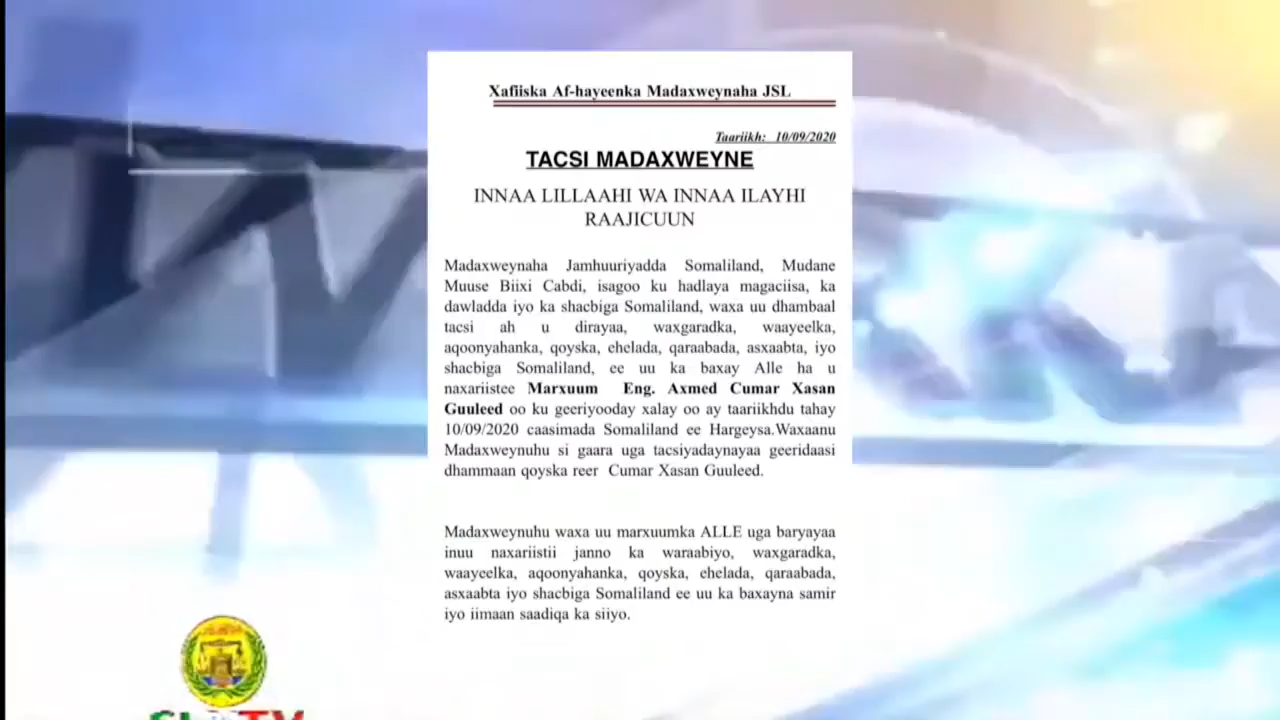 Xafiiska Af-hayeenka Madaxweynaha JSL
Taariikh: 10/09/2020
TACSI MADAXWEYNE
INNAA LILLAAHI WA INNAA ILAYHI
RAAJICUUN
Madaxweynaha Jamhuuriyadda Somaliland, Mudane
Muuse Biixi Cabdi, isagoo ku hadlaya magaciisa, ka
dawladda iyo ka shacbiga Somaliland, waxa uu dhambaal
tacsi ah u dirayaa, waxgaradka, waayeelka,
aqoonyahanka, qoyska, ehelada, qaraabada, asxaabta, iyo
shacbiga Somaliland, ee uu ka baxay Alle ha u
naxariistee Marxuum Eng. Axmed Cumar Xasan
Guuleed oo ku geeriyooday xalay oo ay taariikhdu tahay
10/09/2020 caasimada Somaliland ee Hargeysa.Waxaanu
Madaxweynuhu si gaara uga tacsiyadaynayaa geeridaasi
dhammaan qoyska reer Cumar Xasan Guuleed.
Madaxweynuhu waxa uu marxuumka ALLE uga baryayaa
inuu naxariistii janno ka waraabiyo, waxgaradka,
waayeelka, aqoonyahanka, qoyska, ehelada, qaraabada,
asxaabta iyo shacbiga Somaliland ee uu ka baxayna samir
iyo iimaan saadiqa ka siiyo.